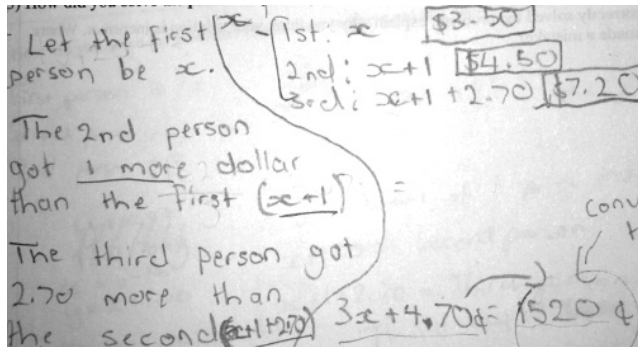 Let the first
person be x.
1st: x $3.50
2nd: x+1 $4.50
3rd: x+1+2.70 $7.20
The 2nd person
got 1 more dollar
than the first (x+1)
=
The third person got
2.70 more than
the second (x+1+2.70)
3x+4.70¢=1520¢